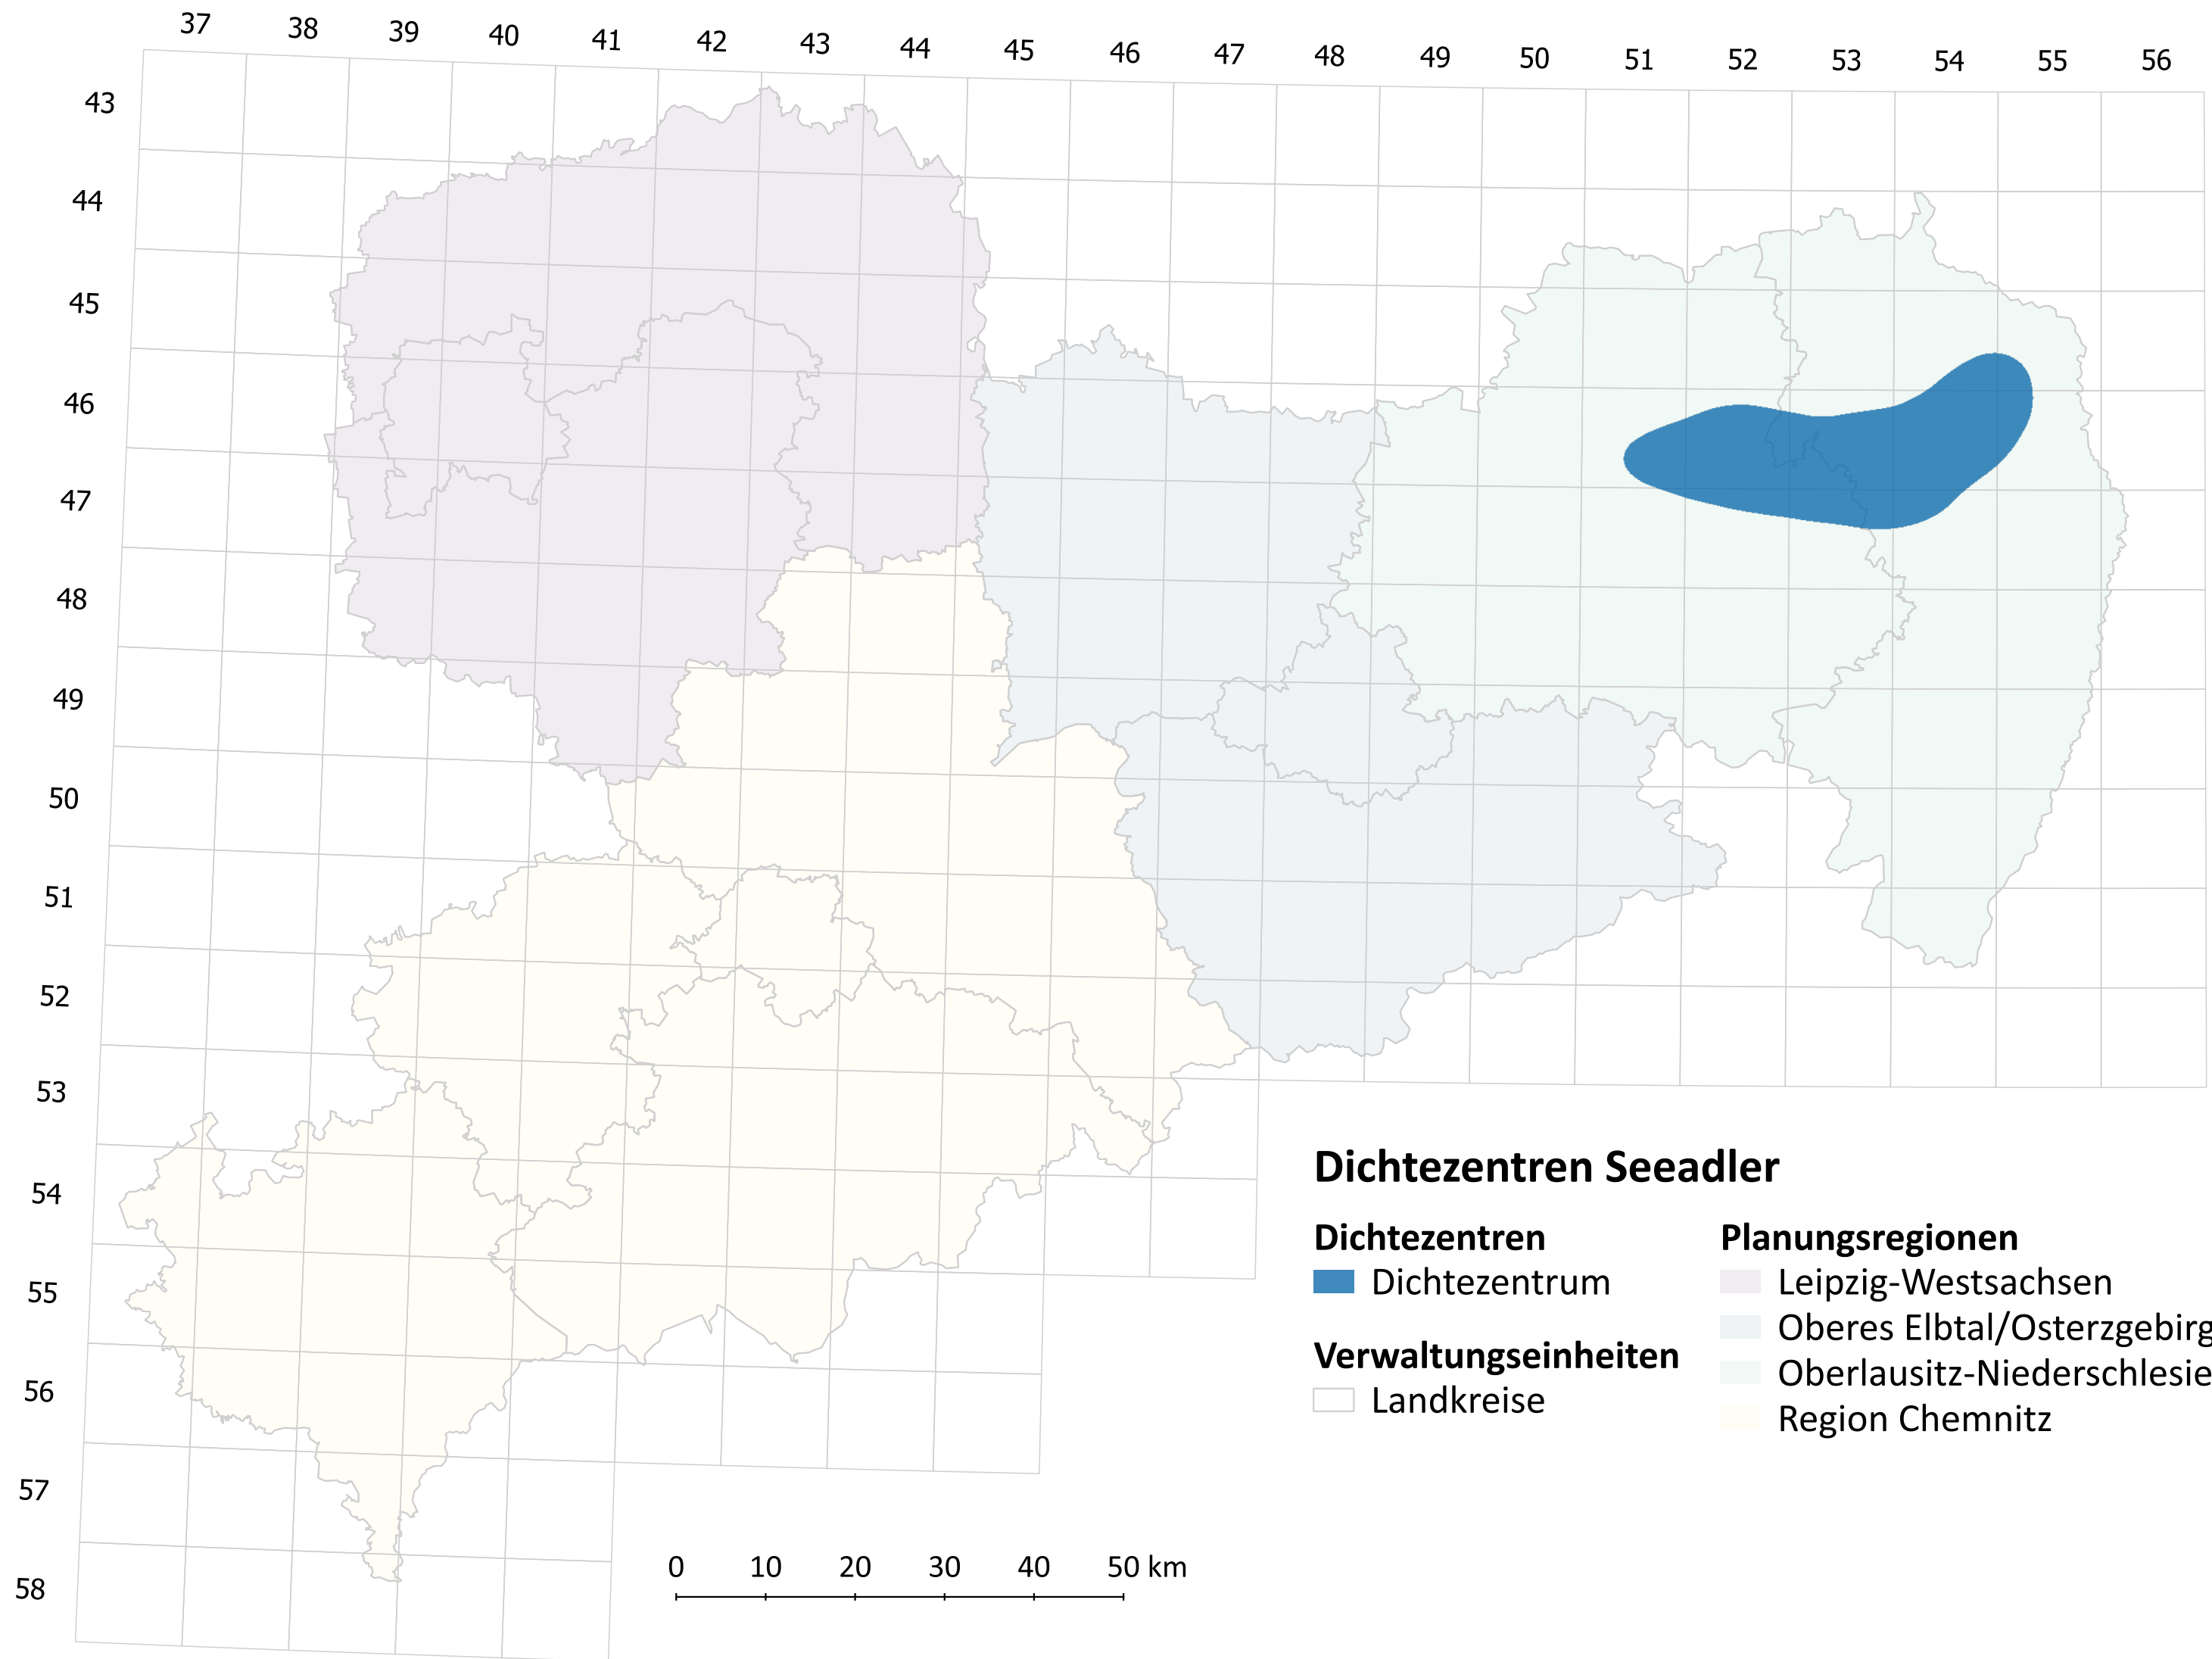 37 38 39 40 41 42 43 44 45 46 47 48 49 50 51 52 53 54 55 56
43
44
45
46
47
48
49
50
51
52
53
54
55
56
57
58
Dichtezentren Seeadler
Dichtezentren
Dichtezentrum
Verwaltungseinheiten
Landkreise
Planungsregionen
Leipzig-Westsachsen
Oberes Elbtal/Osterzgebirg
Oberlausitz-Niederschlesie
Region Chemnitz
0 10 20 30 40 50 km